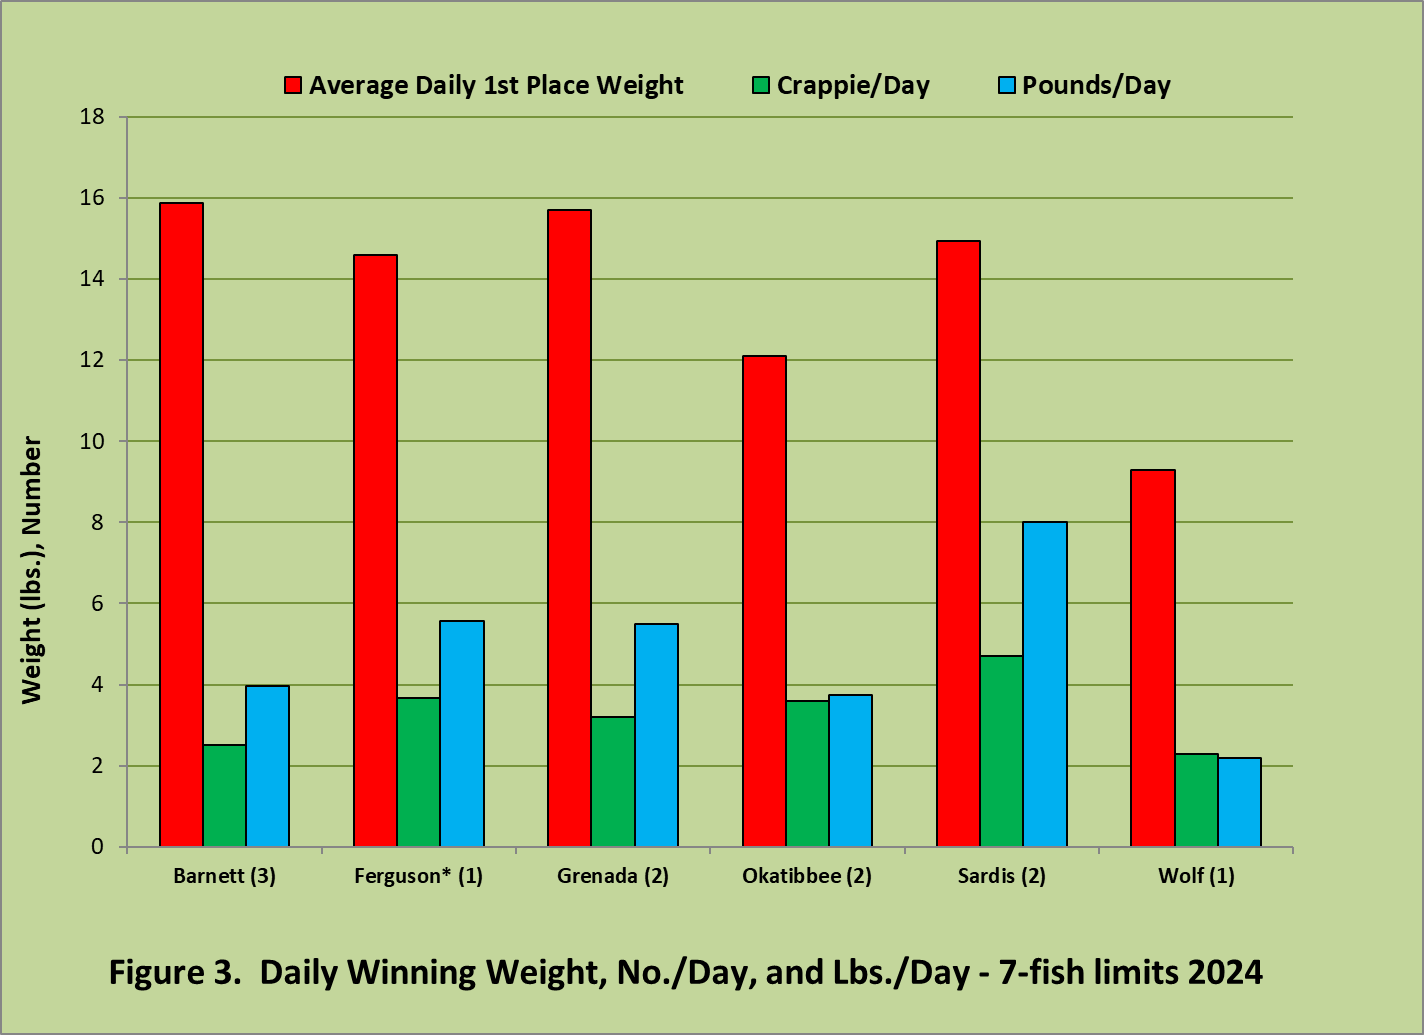 Average Daily 1st Place Weight Crappie/Day Pounds/Day
18
16
14
12
10
8
6
4
2
0
Weight (lbs.), Number
Barnett (3) Ferguson* (1) Grenada (2) Okatibbee (2) Sardis (2) Wolf (1)
Figure 3.  Daily Winning Weight, No./Day, and Lbs./Day - 7-fish limits 2024